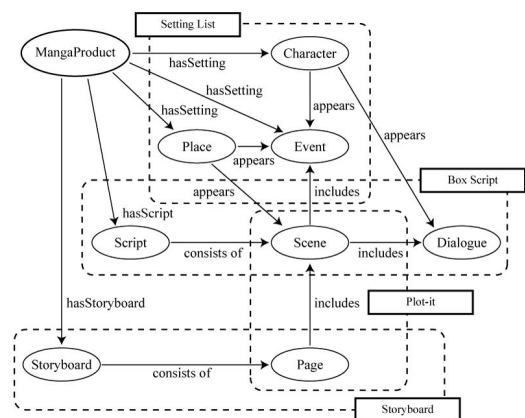 Setting List
MangaProduct
hasSetting
Character
hasSetting
hasSetting
appears
Place
appears
Event
appears
appears
includes
Box Script
hasScript
Script
consists of
Scene
includes
Dialogue
hasStoryboard
includes
Plot-it
Storyboard
consists of
Page
Storyboard